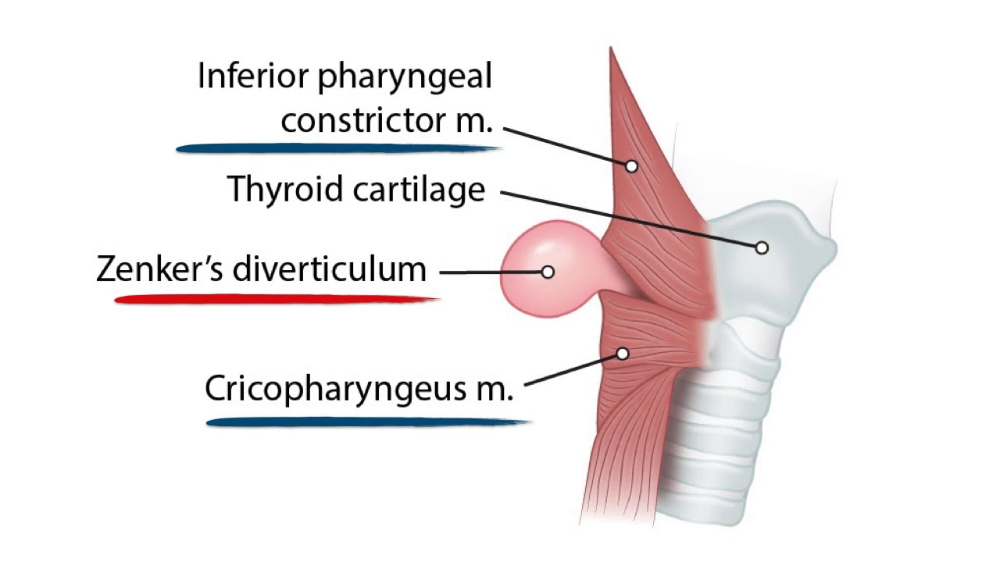 Inferior pharyngeal
constrictor m.
Thyroid cartilage
Zenker’s diverticulum
Cricopharyngeus m.